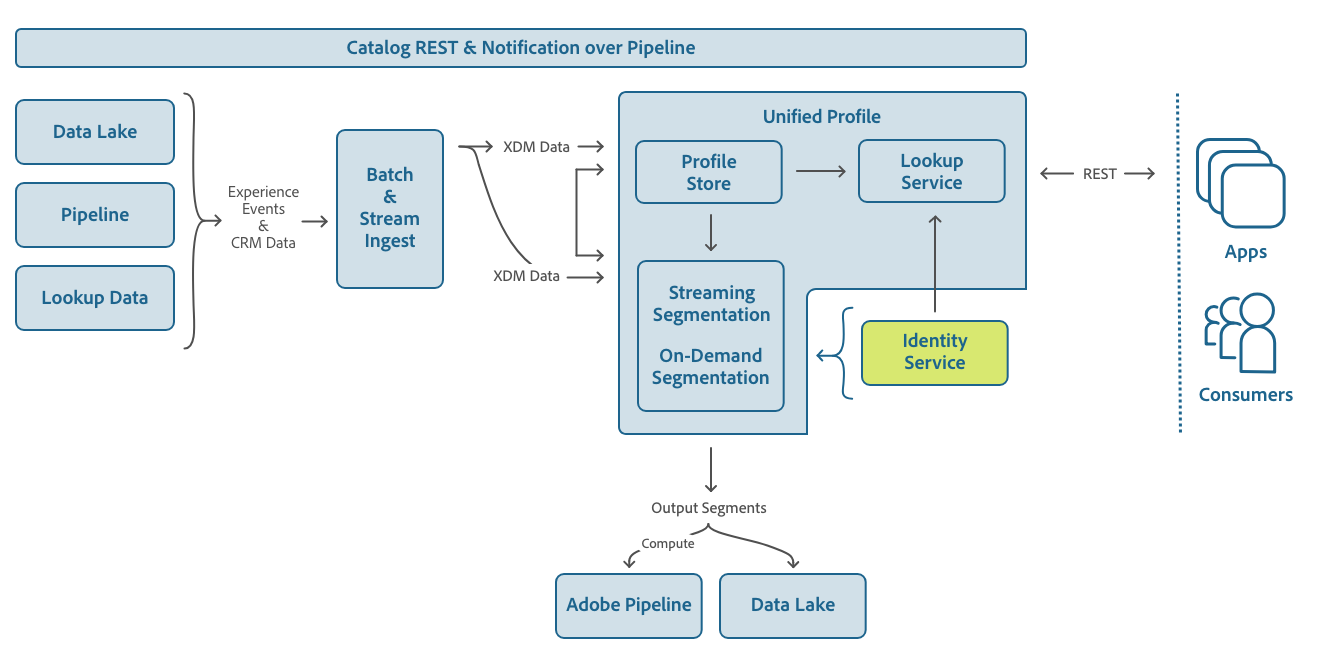 Catalog REST & Notification over Pipeline
Data Lake
Pipeline
Lookup Data
Experience
Events
&
CRM Data
Batch
&
Stream
Ingest
XDM Data
XDM Data
Unified Profile
Profile
Store
Lookup
Service
Streaming
Segmentation
On-Demand
Segmentation
Identity
Service
REST
Apps
Consumers
Output Segments
Compute
Adobe Pipeline
Data Lake